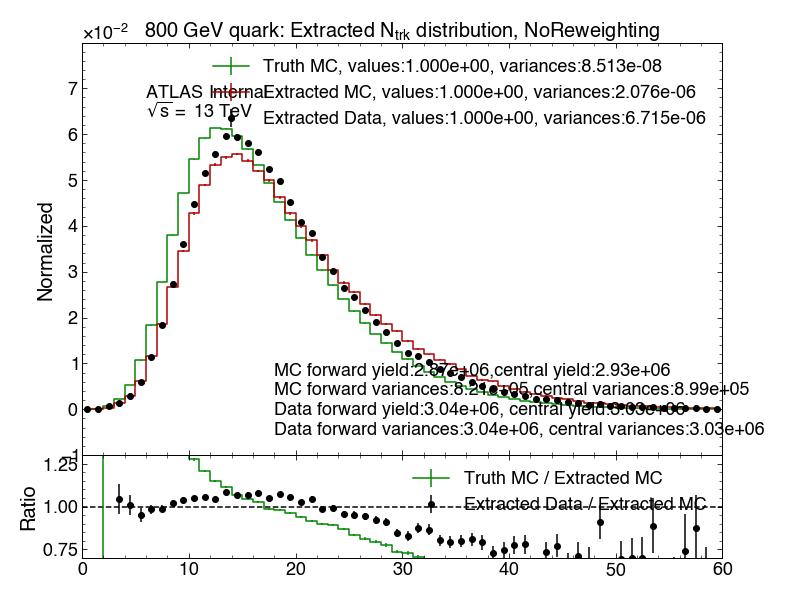 ×10⁻² 800 GeV quark: Extracted N_trk distribution, NoReweighting
Truth MC, values:1.000e+00, variances:8.513e-08
ATLAS Internal
Extracted MC, values:1.000e+00, variances:2.076e-06
√s = 13 TeV
Extracted Data, values:1.000e+00, variances:6.715e-06
Normalized
7
6
5
4
3
2
1
0
MC forward yield:2.87e+06,central yield:2.93e+06
MC forward variances: central variances:8.99e+05
Data forward yield:3.04e+06, central
Data forward variances:3.04e+06, central variances:3.03e+06
Ratio
1.25
1.00
0.75
Truth MC / Extracted MC
Extracted Data / Extracted MC
0 10 20 30 40 50 60